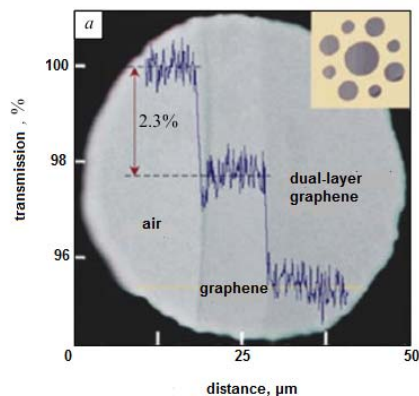 a
100
2.3%
98
96
transmission , %
air
dual-layer
graphene
graphene
0
25
50
distance, μm